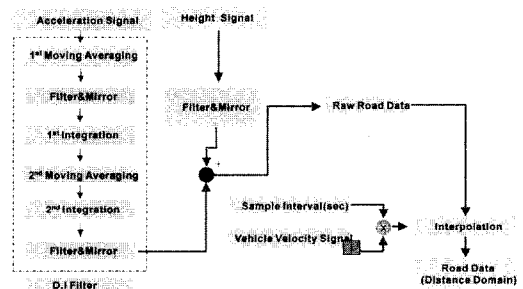 Acceleration Signal
1st Moving Averaging
Filter&Mirror
1st Integration
2nd Moving Averaging
2nd Integration
Filter&Mirror
D.I Filter
Height Signal
Filter&Mirror
Raw Road Data
Sample Interval(sec)
Vehicle Velocity Signal
X
Interpolation
Road Data
(Distance Domain)